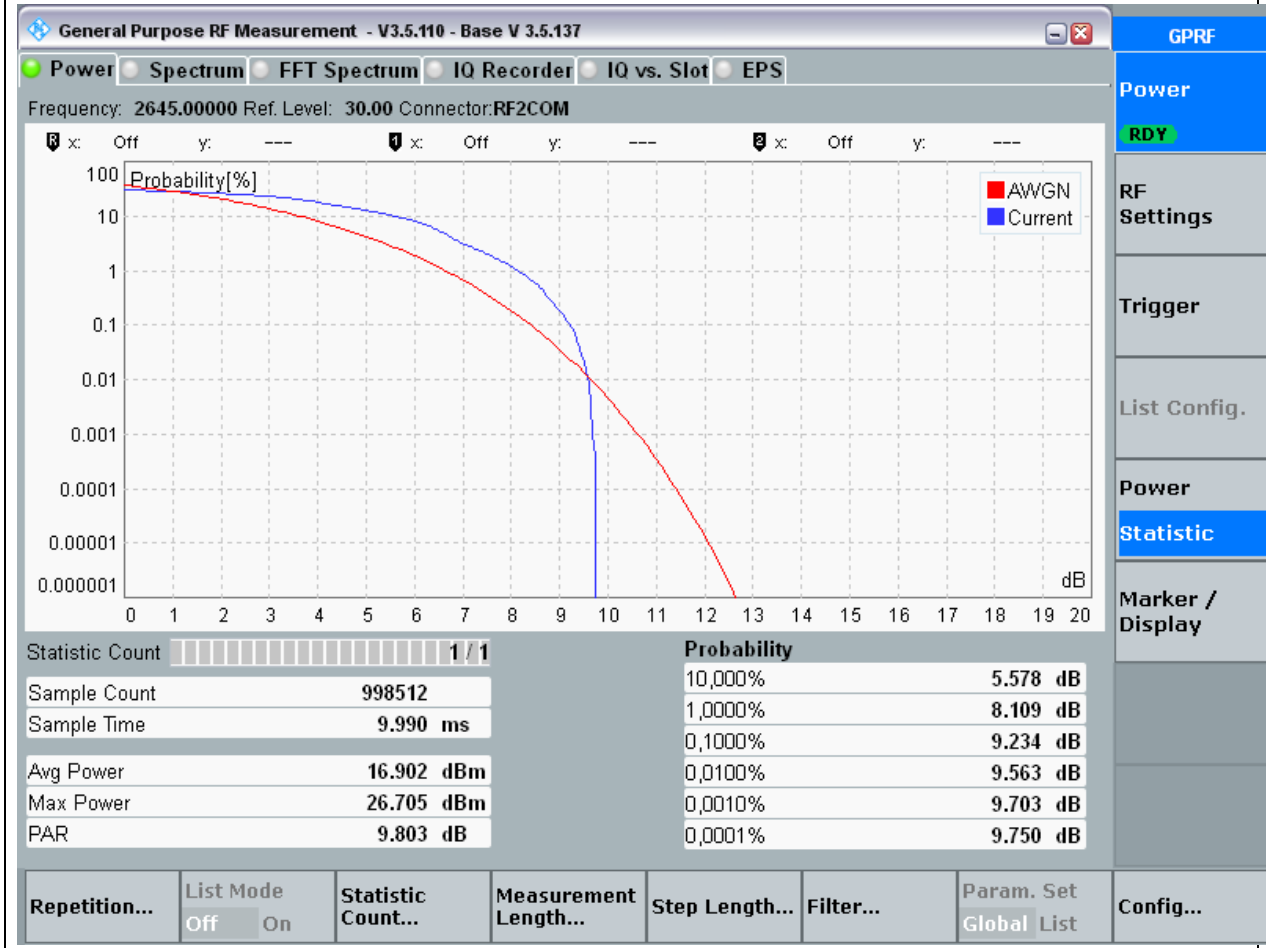 General Purpose RF Measurement - V3.5.110 - Base V 3.5.137
GPRF
Power Spectrum FFT Spectrum IQ Recorder IQ vs. Slot EPS
Frequency: 2645.00000 Ref. Level: 30.00 Connector:RF2COM
R x: Off y: --- 1 x: Off y: --- 2 x: Off y: ---
Probability[%]
100
10
1
0.1
0.01
0.001
0.0001
0.00001
0.000001
AWGN
Current
dB
0 1 2 3 4 5 6 7 8 9 10 11 12 13 14 15 16 17 18 19 20
Statistic Count 1 / 1
Sample Count 998512
Sample Time 9.990 ms
Avg Power 16.902 dBm
Max Power 26.705 dBm
PAR 9.803 dB
Probability
10,000% 5.578 dB
1,0000% 8.109 dB
0,1000% 9.234 dB
0,0100% 9.563 dB
0,0010% 9.703 dB
0,0001% 9.750 dB
Power
RDY
RF
Settings
Trigger
List Config.
Power
Statistic
Marker /
Display
Repetition...
List Mode
Off On
Statistic
Count...
Measurement
Length...
Step Length...
Filter...
Param. Set
Global List
Config...